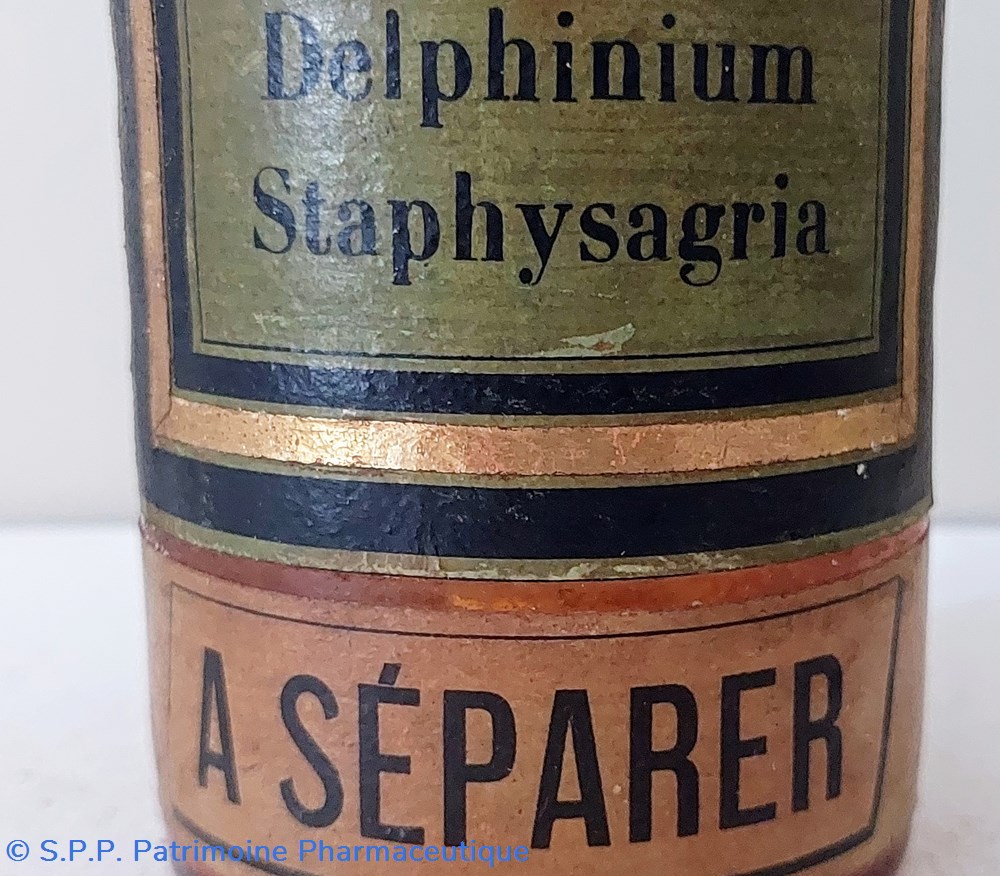 Delphinium
Staphysagria
A SÉPARER
© S.P.P. Patrimoine Pharmaceutique